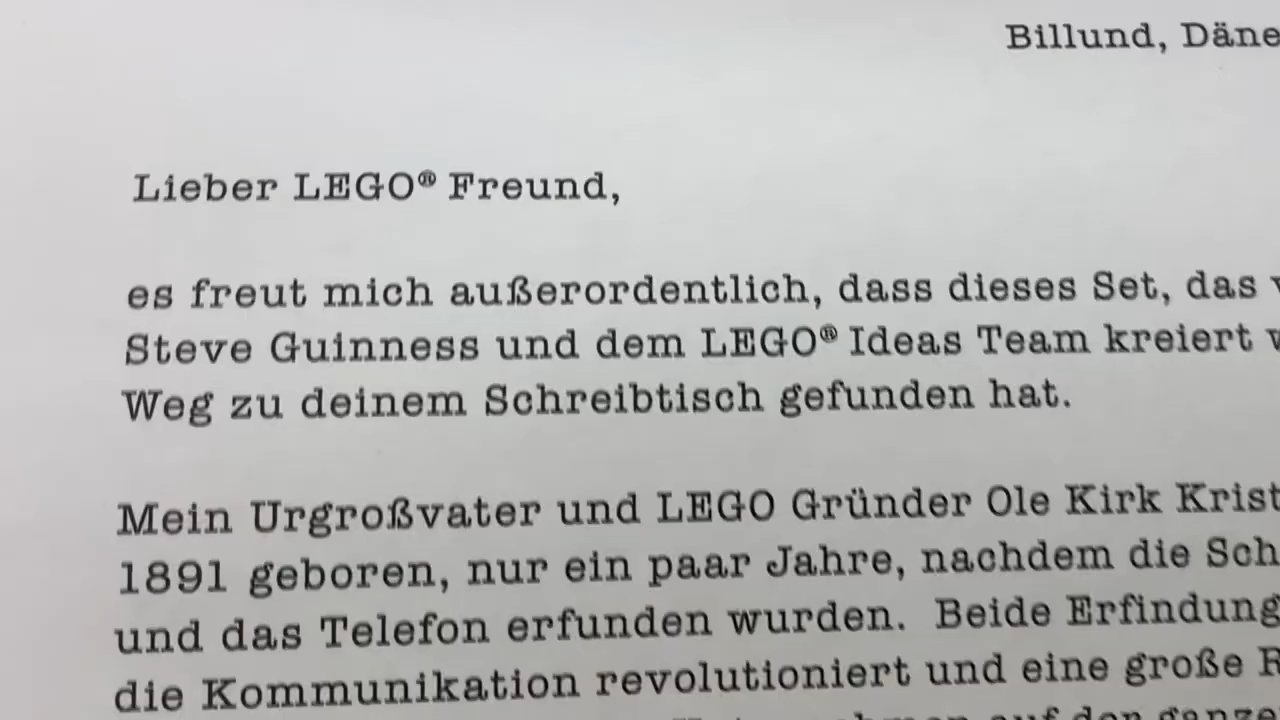 Billund, Däne
Lieber LEGO® Freund,
es freut mich außerordentlich, dass dieses Set, das
Steve Guinness und dem LEGO® Ideas Team kreiert
Weg zu deinem Schreibtisch gefunden hat.
Mein Urgroßvater und LEGO Gründer Ole Kirk Krist
1891 geboren, nur ein paar Jahre, nachdem die Sch
und das Telefon erfunden wurden. Beide Erfindung
die Kommunikation revolutioniert und eine große
auf den ganze